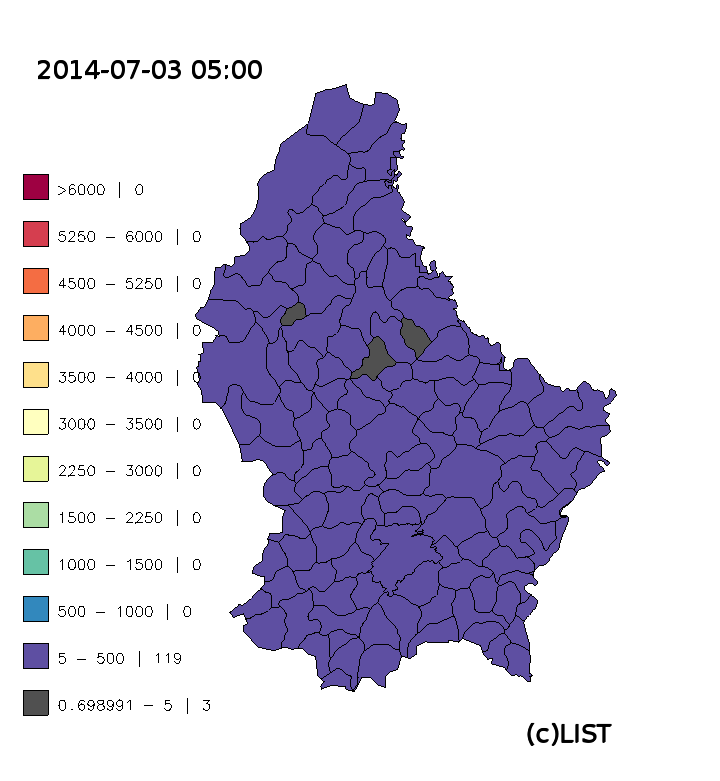 2014-07-03 05:00
>6000 | 0
5250 – 6000 | 0
4500 – 5250 | 0
4000 – 4500 | 0
3500 – 4000 | 0
3000 – 3500 | 0
2250 – 3000 | 0
1500 – 2250 | 0
1000 – 1500 | 0
500 – 1000 | 0
5 – 500 | 119
0.698991 – 5 | 3
(c)LIST